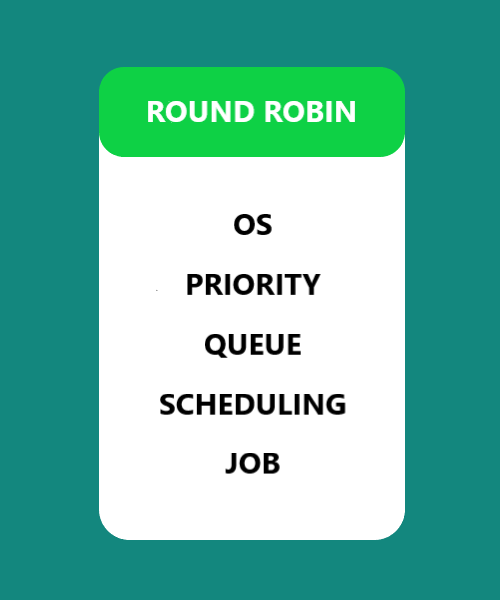 ROUND ROBIN
OS
PRIORITY
QUEUE
SCHEDULING
JOB